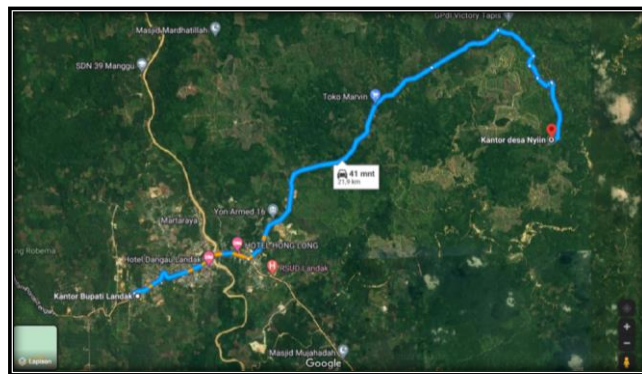 GPdI Victory Tapis
Masjid Mardhatillah
SDN 39 Manggu
Toko Marvin
Kantor desa Nyiin
41 mnt
21,9 km
Yon Armed 16
Martaraya
HOTEL HONG LONG
Hotel Dangau Landak
RSUD Landak
Kantor Bupati Landak
Masjid Mujahadah
Google
Lapisan